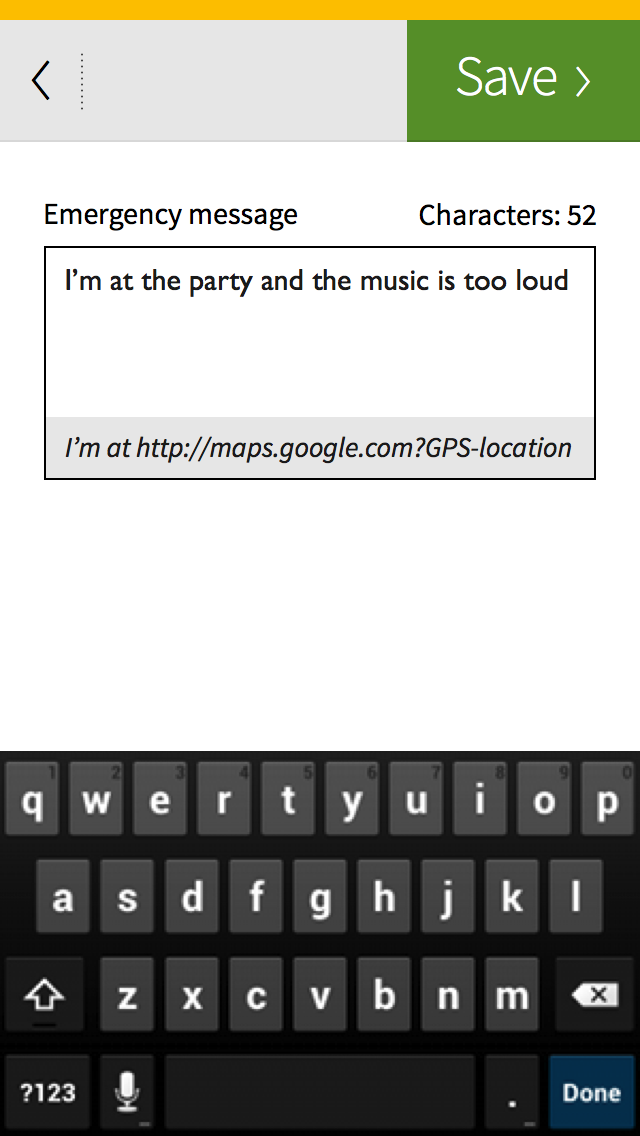 Save
Emergency message Characters: 52
I’m at the party and the music is too loud
I’m at http://maps.google.com?GPS-location
1 2 3 4 5 6 7 8 9 0
q w e r t y u i o p
a s d f g h j k l
z x c v b n m
?123 . Done